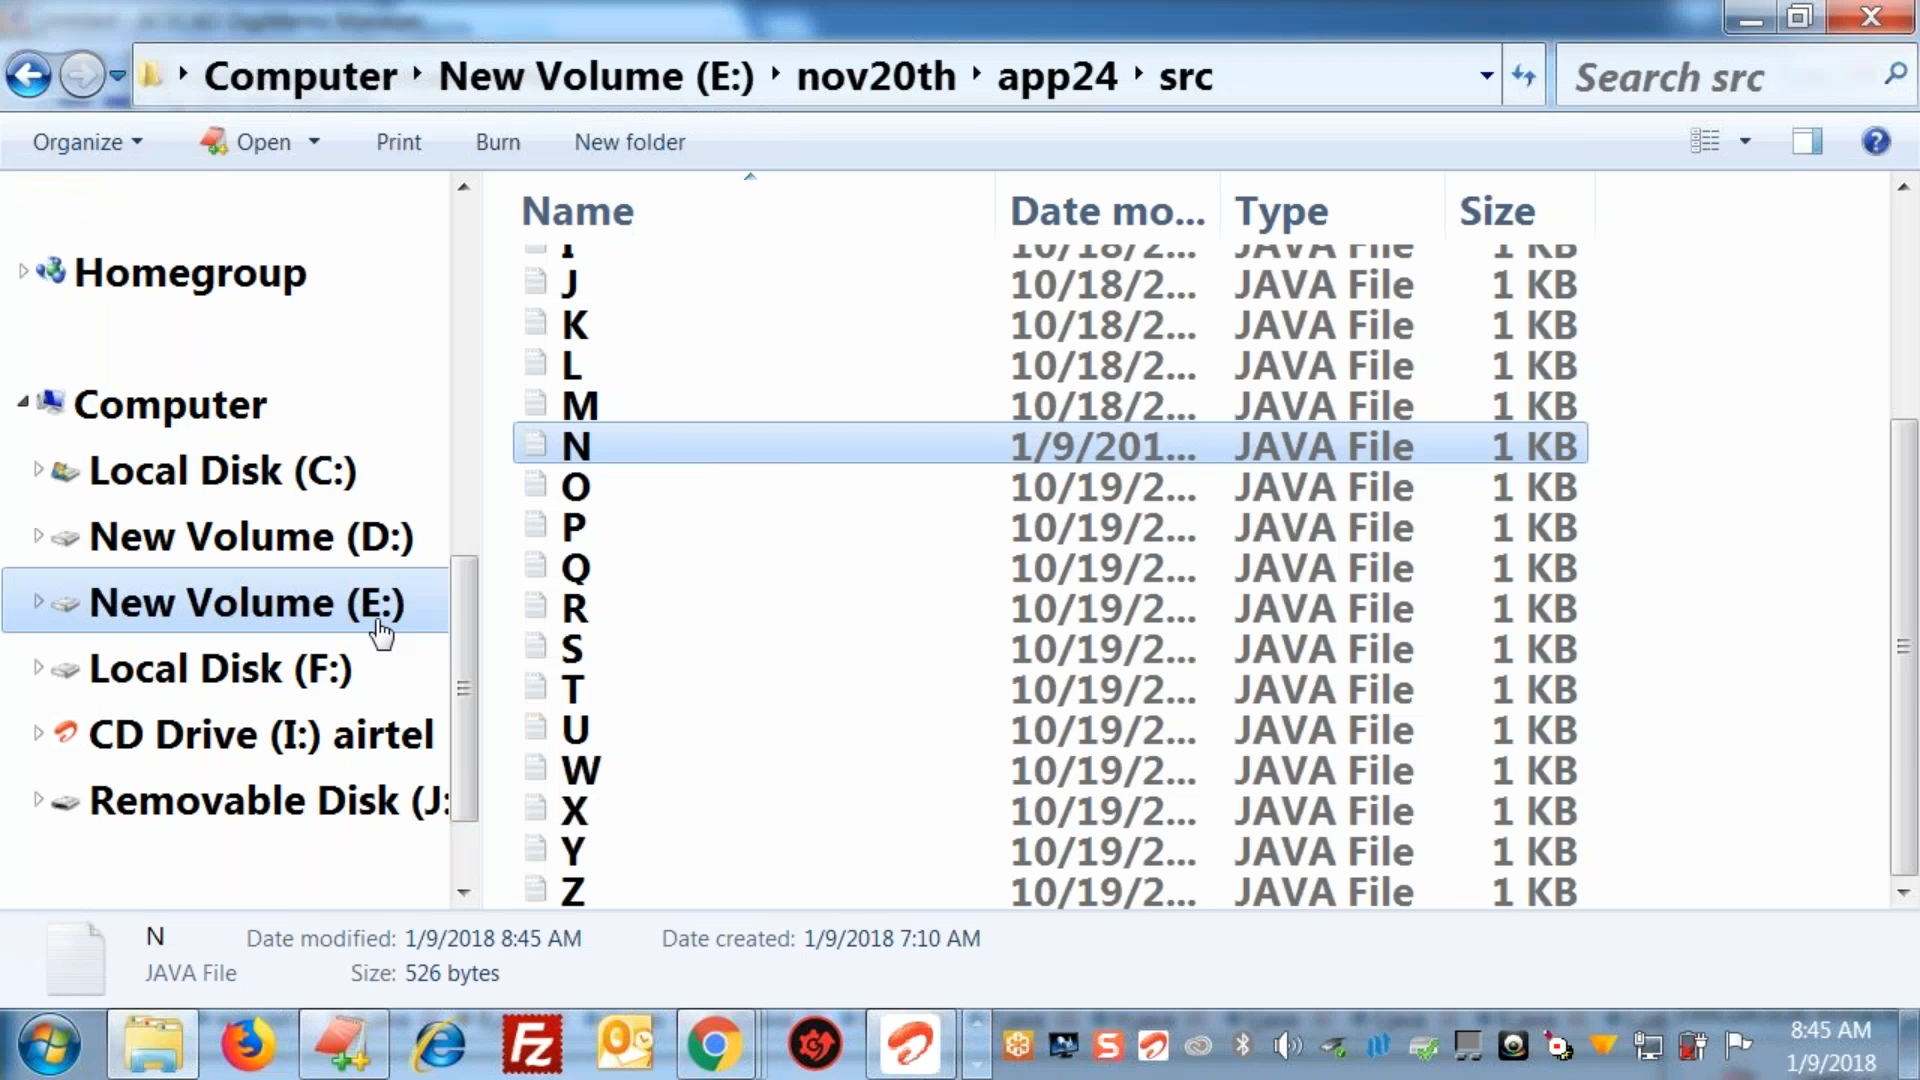 Computer New Volume (E:) nov20th app24 src Search src
Organize Open Print Burn New folder
Name Date mo... Type Size
Homegroup
Computer
Local Disk (C:)
New Volume (D:)
New Volume (E:)
Local Disk (F:)
CD Drive (I:) airtel
Removable Disk (J:
I 10/18/2... JAVA File 1 KB
J 10/18/2... JAVA File 1 KB
K 10/18/2... JAVA File 1 KB
L 10/18/2... JAVA File 1 KB
M 10/18/2... JAVA File 1 KB
N 1/9/201... JAVA File 1 KB
O 10/19/2... JAVA File 1 KB
P 10/19/2... JAVA File 1 KB
Q 10/19/2... JAVA File 1 KB
R 10/19/2... JAVA File 1 KB
S 10/19/2... JAVA File 1 KB
T 10/19/2... JAVA File 1 KB
U 10/19/2... JAVA File 1 KB
W 10/19/2... JAVA File 1 KB
X 10/19/2... JAVA File 1 KB
Y 10/19/2... JAVA File 1 KB
Z 10/19/2... JAVA File 1 KB
N Date modified: 1/9/2018 8:45 AM Date created: 1/9/2018 7:10 AM
JAVA File Size: 526 bytes
8:45 AM
1/9/2018